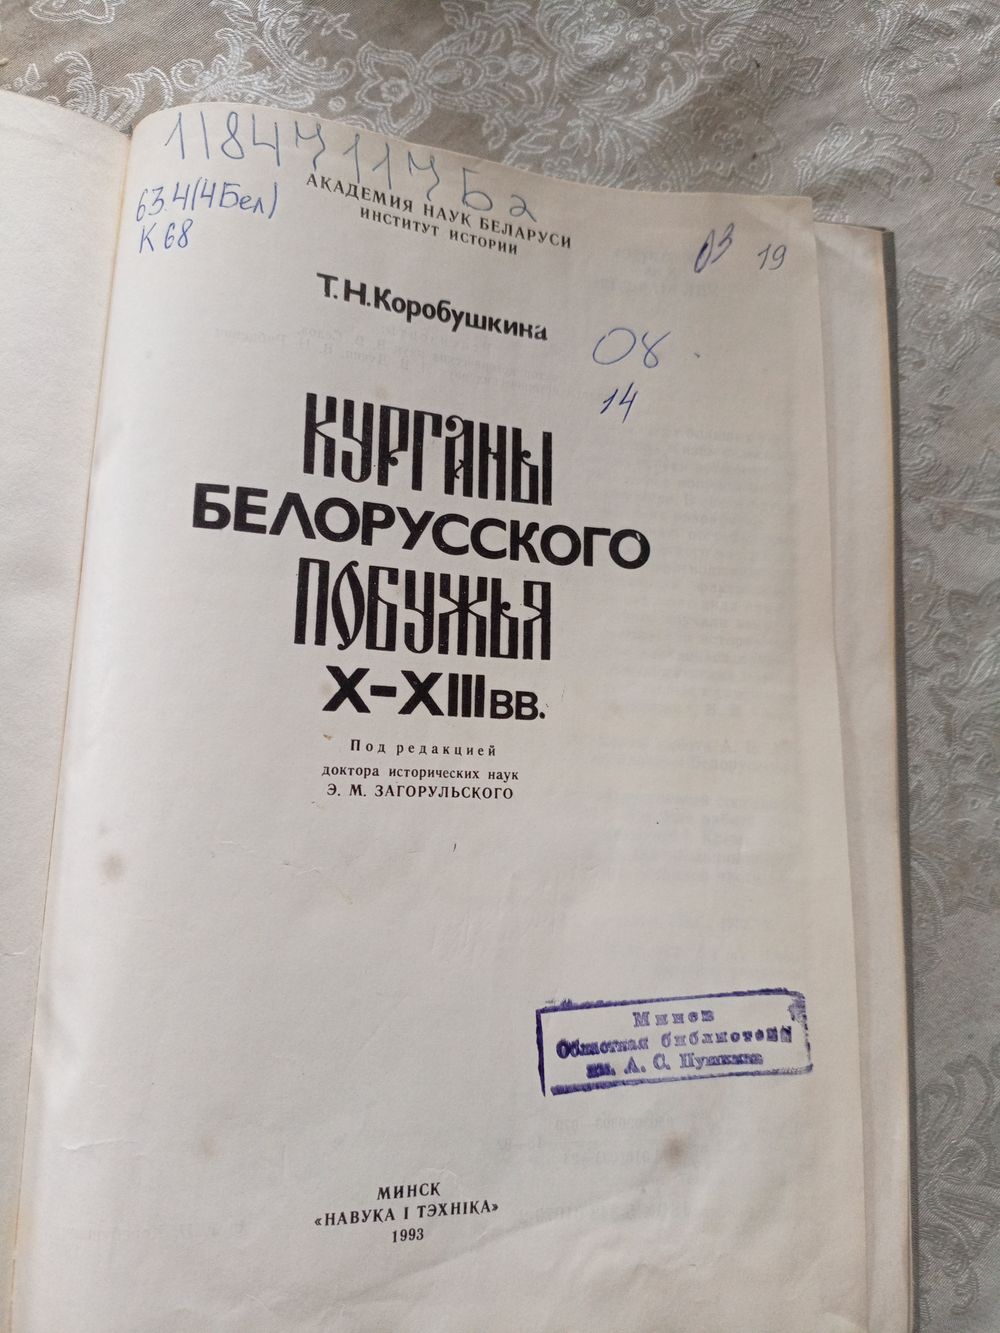 63.4(4Бел)
К 68
АКАДЕМИЯ НАУК БЕЛАРУСИ
ИНСТИТУТ ИСТОРИИ
03 19
Т.Н.Коробушкина
08
14
КУРГАНЫ
БЕЛОРУССКОГО
ПОБУЖЬЯ
X–XIII ВВ.
Под редакцией
доктора исторических наук
Э. М. ЗАГОРУЛЬСКОГО
Минск
Областная библиотека
им. А. С. Пушкина
МИНСК
«НАВУКА І ТЭХНІКА»
1993